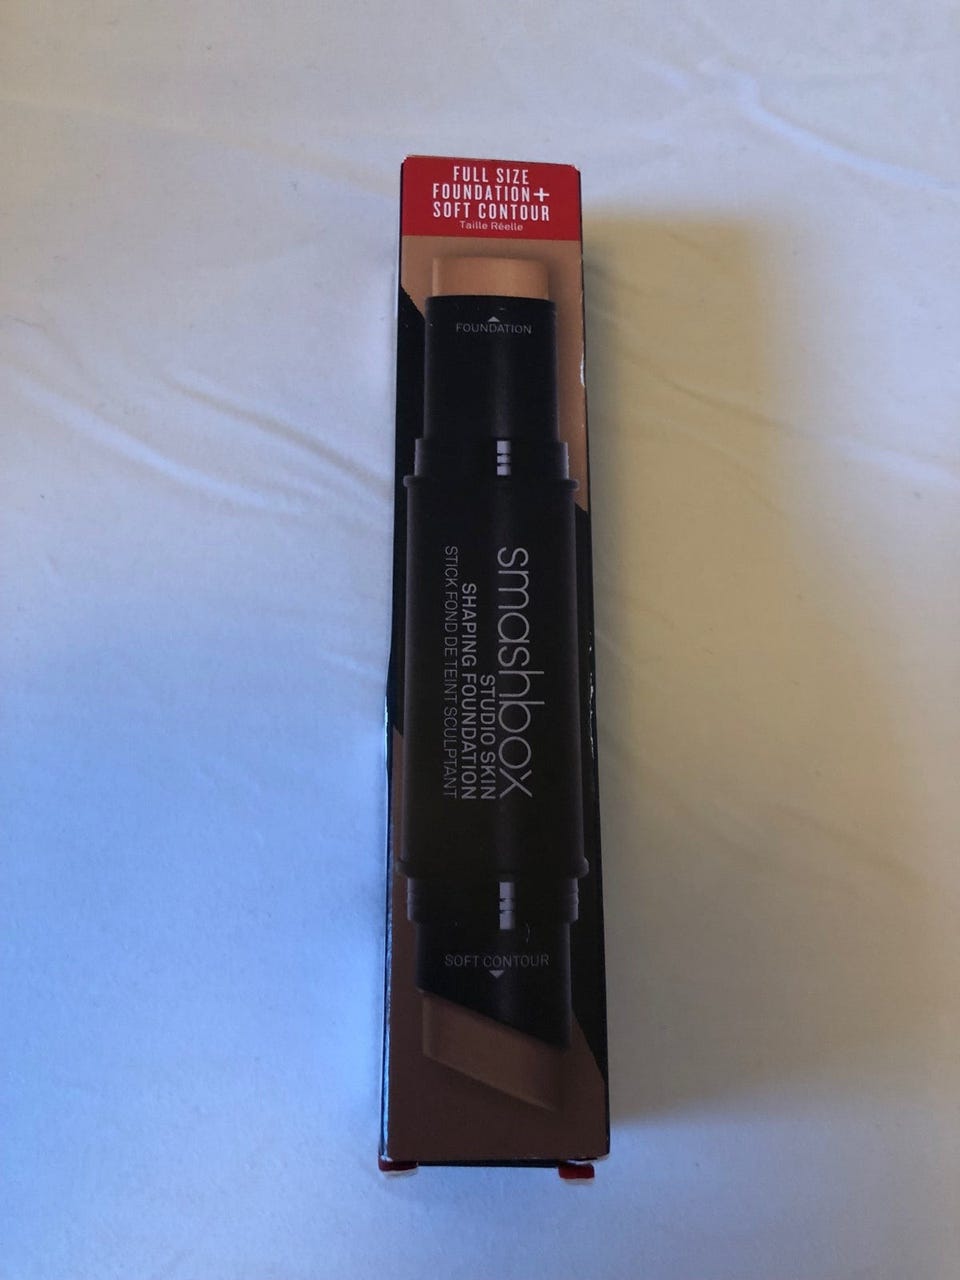 FULL SIZE
FOUNDATION+
SOFT CONTOUR
Taille Réelle
FOUNDATION
smashbox
STUDIO SKIN
SHAPING FOUNDATION
STICK FOND DE TEINT SCULPTANT
SOFT CONTOUR